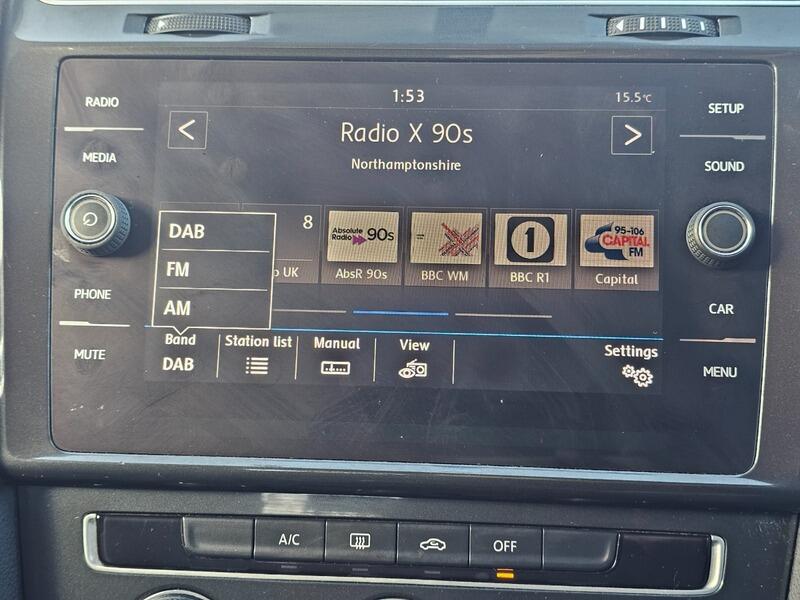 RADIO
MEDIA
PHONE
MUTE
1:53
15.5°C
Radio X 90s
Northamptonshire
DAB
FM
AM
8
UK
Absolute
Radio 90s
AbsR 90s
BBC WM
1
BBC R1
95-106
CAPITAL
FM
Capital
Band
DAB
Station list
Manual
View
Settings
SETUP
SOUND
CAR
MENU
A/C
OFF